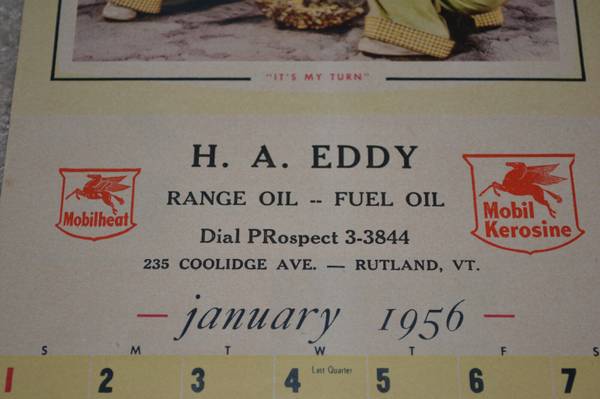 "IT'S MY TURN"
H. A. EDDY
RANGE OIL -- FUEL OIL
Mobilheat
Mobil
Kerosine
Dial PRospect 3-3844
235 COOLIDGE AVE. — RUTLAND, VT.
— january 1956 —
S M T W T F S
1 2 3 4 Last Quarter 5 6 7